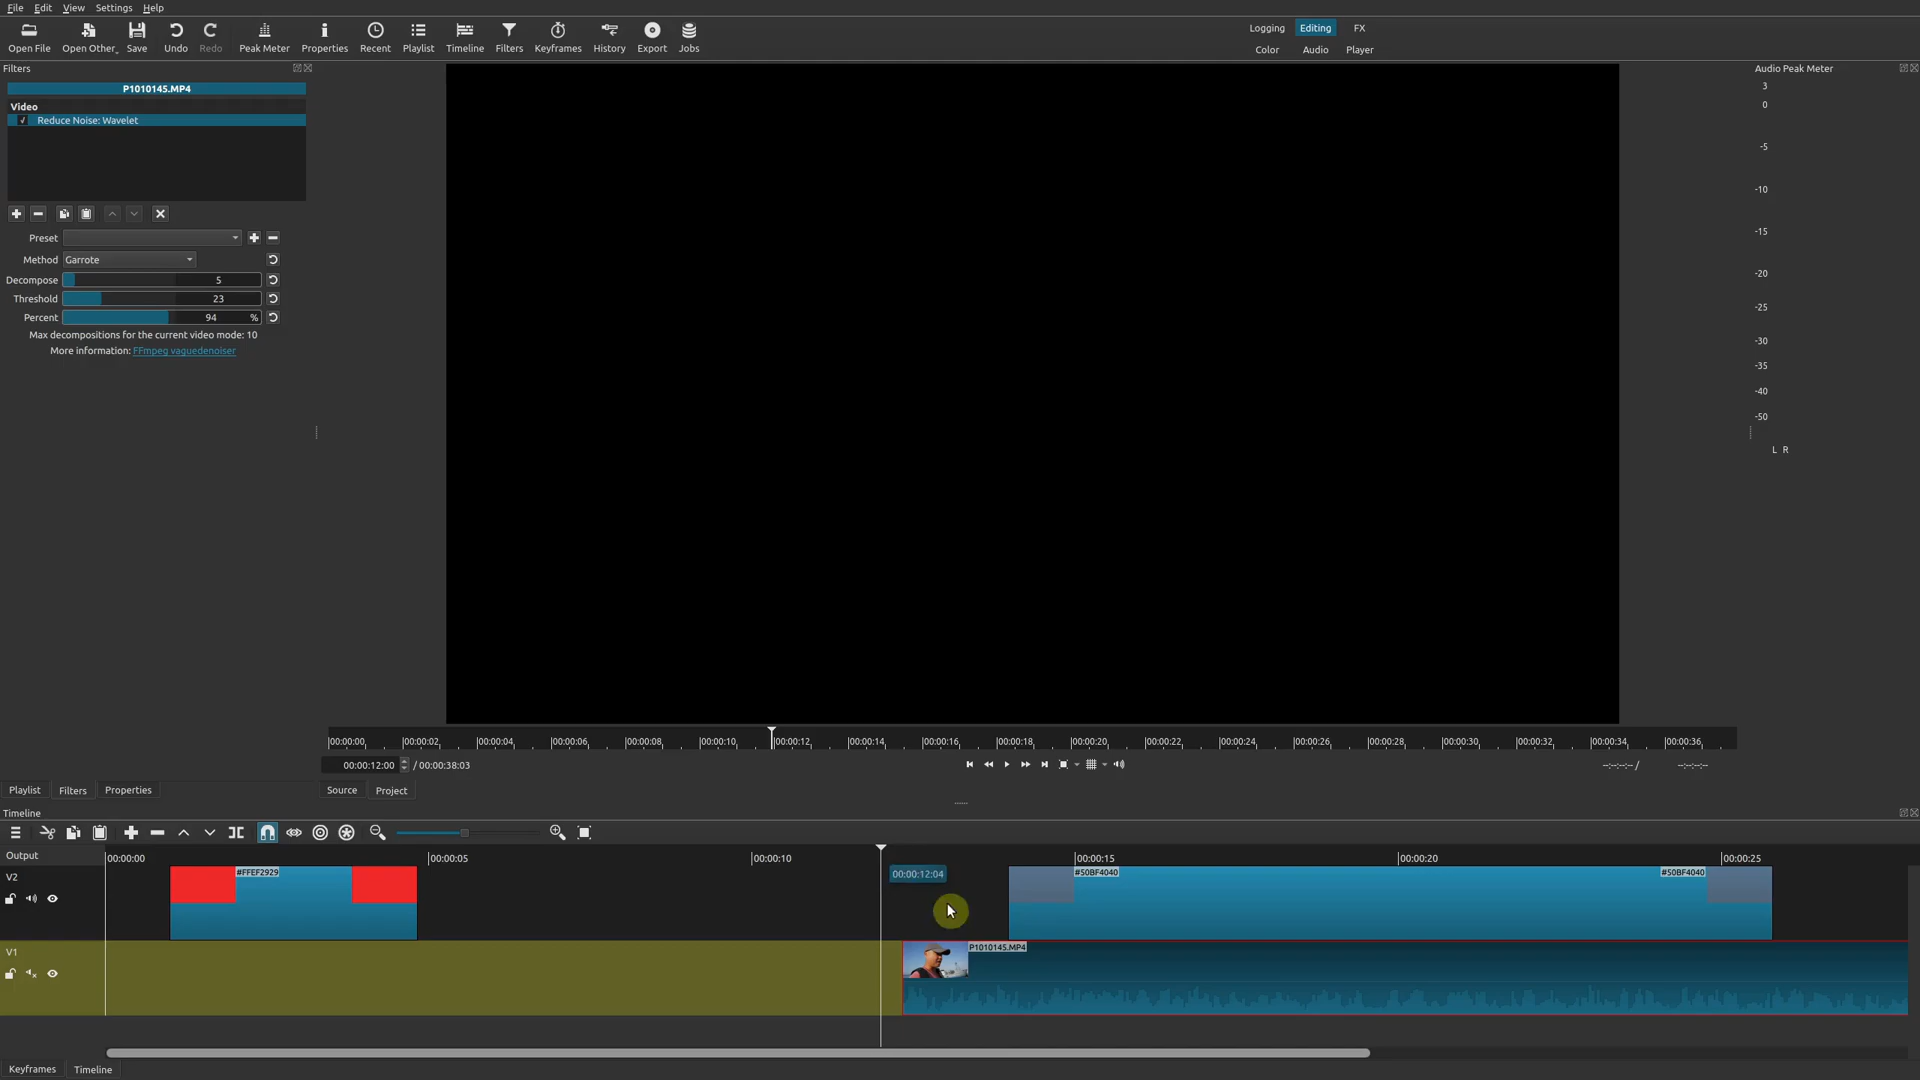 File Edit View Settings Help
Open File Open Other Save Undo Redo Peak Meter Properties Recent Playlist Timeline Filters Keyframes History Export Jobs
Logging Editing FX
Color Audio Player
Filters
P1010145.MP4
Video
Reduce Noise: Wavelet
Preset
Method Garrote
Decompose 5
Threshold 23
Percent 94 %
Max decompositions for the current video mode: 10
More information: FFmpeg vaguedenoiser
Audio Peak Meter
3
0
-5
-10
-15
-20
-25
-30
-35
-40
-50
L R
00:00:00 00:00:02 00:00:04 00:00:06 00:00:08 00:00:10 00:00:12 00:00:14 00:00:16 00:00:18 00:00:20 00:00:22 00:00:24 00:00:26 00:00:28 00:00:30 00:00:32 00:00:34 00:00:36
00:00:12:00 / 00:00:38:03
--:--:--:-- / --:--:--:--
Playlist Filters Properties Source Project
Timeline
Output 00:00:00 00:00:05 00:00:10 00:00:15 00:00:20 00:00:25
V2 #FFEF2929 00:00:12:04 #50BF4040 #50BF4040
V1 P1010145.MP4
Keyframes Timeline